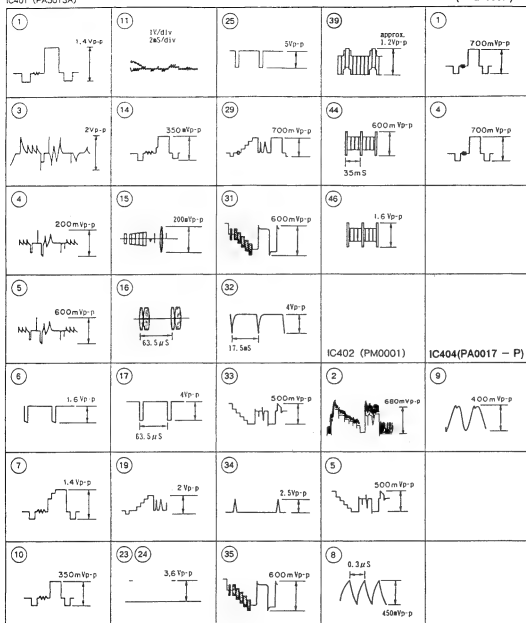 IC401 (PA5013A)
1
1.4Vp-p
11
1V/div
2mS/div
25
5Vp-p
39
approx.
1.2Vp-p
1
700mVp-p
3
2Vp-p
14
350mVp-p
29
700mVp-p
44
600mVp-p
35mS
4
700mVp-p
4
200mVp-p
15
200mVp-p
31
600mVp-p
46
1.6Vp-p
5
600mVp-p
16
63.5μS
32
4Vp-p
17.5mS
IC402 (PM0001)
IC404(PA0017 - P)
6
1.6Vp-p
17
4Vp-p
63.5μS
33
500mVp-p
2
680mVp-p
9
400mVp-p
7
1.4Vp-p
19
2Vp-p
34
2.5Vp-p
5
500mVp-p
10
350mVp-p
23 24
3.6Vp-p
35
600mVp-p
8
0.3μS
450mVp-p